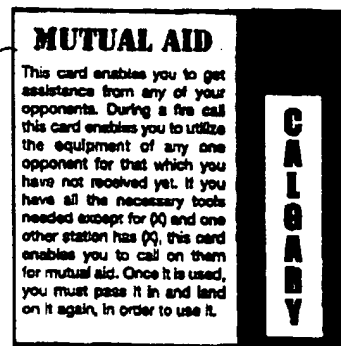 MUTUAL AID
This card enables you to get
assistance from any of your
opponents. During a fire call
this card enables you to utilize
the equipment of any one
opponent for that which you
have not received yet. If you
have all the necessary tools
needed except for (X) and one
other station has (X), this card
enables you to call on them
for mutual aid. Once it is used,
you must pass it in and land
on it again, in order to use it.
CALGARY